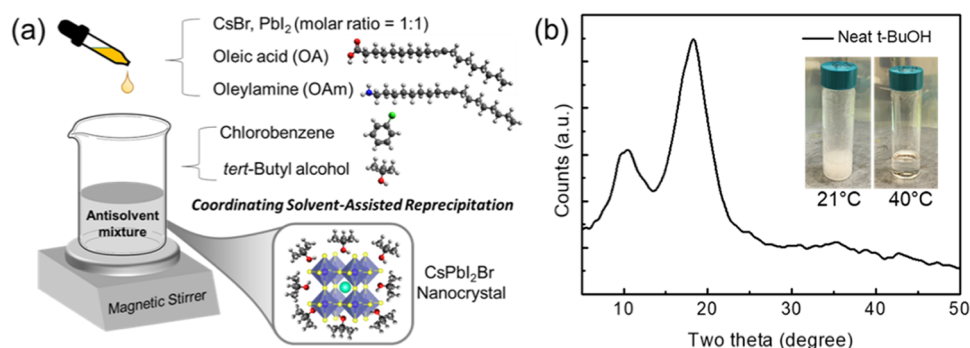 (a)
CsBr, PbI₂ (molar ratio = 1:1)
Oleic acid (OA)
Oleylamine (OAm)
Chlorobenzene
tert-Butyl alcohol
Coordinating Solvent-Assisted Reprecipitation
Antisolvent
mixture
Magnetic Stirrer
CsPbI₂Br
Nanocrystal
(b)
Neat t-BuOH
21°C
40°C
Counts (a.u.)
10
20
30
40
50
Two theta (degree)